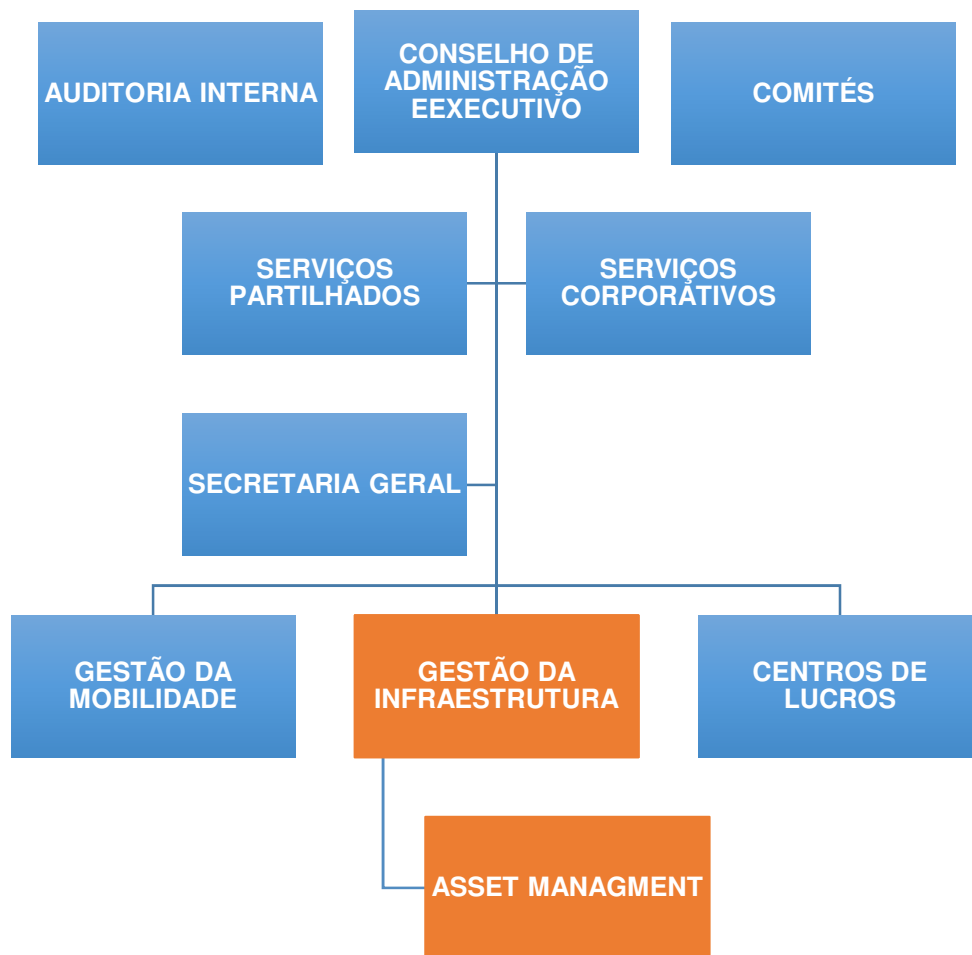 AUDITORIA INTERNA
CONSELHO DE
ADMINISTRAÇÃO
EEXECUTIVO
COMITÉS
SERVIÇOS
PARTILHADOS
SERVIÇOS
CORPORATIVOS
SECRETARIA GERAL
GESTÃO DA
MOBILIDADE
GESTÃO DA
INFRAESTRUTURA
CENTROS DE
LUCROS
ASSET MANAGMENT